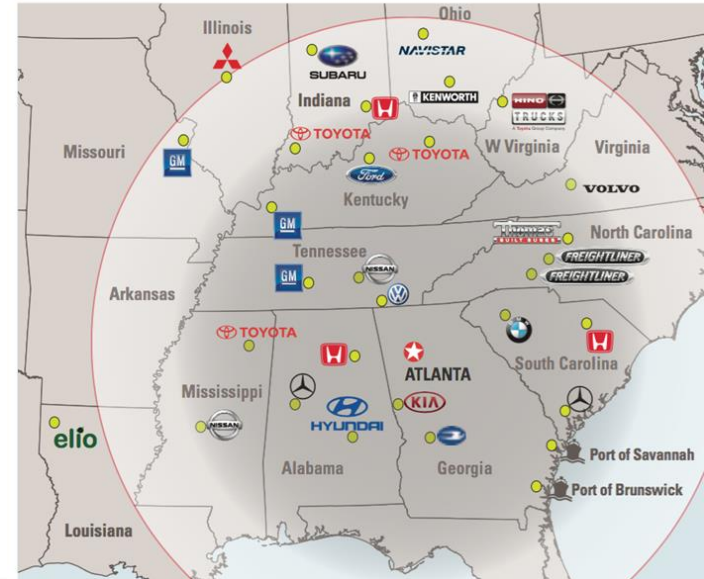 Illinois
Ohio
NAVISTAR
SUBARU
Indiana
KENWORTH
HINO
TRUCKS
A Toyota Group Company
Missouri
GM
TOYOTA
TOYOTA
W Virginia
Virginia
Ford
Kentucky
VOLVO
GM
Thomas
BUILT BUSES
North Carolina
Tennessee
FREIGHTLINER
FREIGHTLINER
GM
NISSAN
Arkansas
TOYOTA
ATLANTA
South Carolina
Mississippi
KIA
HYUNDAI
NISSAN
elio
Alabama
Georgia
Port of Savannah
Port of Brunswick
Louisiana